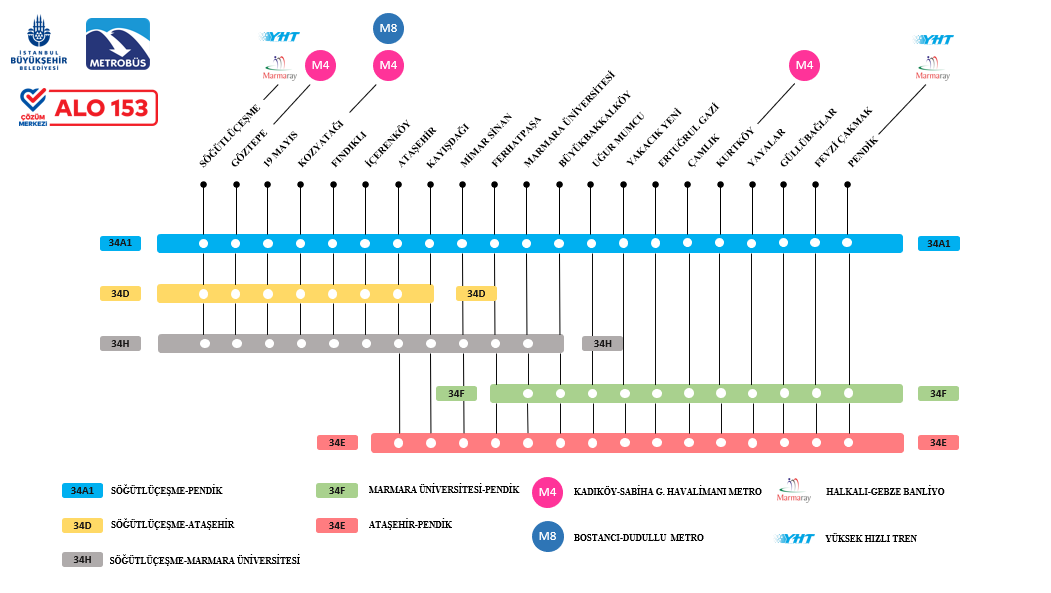 İSTANBUL
BÜYÜKŞEHİR
BELEDİYESİ
METROBÜS
ÇÖZÜM
MERKEZİ
ALO 153
YHT
Marmaray
M4
M8
M4
M4
YHT
Marmaray
SÖĞÜTLÜÇEŞME
GÖZTEPE
19 MAYIS
KOZYATAĞI
FINDIKLI
İÇERENKÖY
ATAŞEHİR
KAYIŞDAĞI
MİMAR SİNAN
FERHATPAŞA
MARMARA ÜNİVERSİTESİ
BÜYÜKBAKKALKÖY
UĞUR MUMCU
YAKACIK YENİ
ERTUĞRUL GAZİ
ÇAMLIK
KURTKÖY
YAYALAR
GÜLLÜBAĞLAR
FEVZİ ÇAKMAK
PENDİK
34A1
34A1
34D
34D
34H
34H
34F
34F
34E
34E
34A1 SÖĞÜTLÜÇEŞME-PENDİK
34D SÖĞÜTLÜÇEŞME-ATAŞEHİR
34H SÖĞÜTLÜÇEŞME-MARMARA ÜNİVERSİTESİ
34F MARMARA ÜNİVERSİTESİ-PENDİK
34E ATAŞEHİR-PENDİK
M4 KADIKÖY-SABİHA G. HAVALİMANI METRO
M8 BOSTANCI-DUDULLU METRO
Marmaray HALKALI-GEBZE BANLİYO
YHT YÜKSEK HIZLI TREN